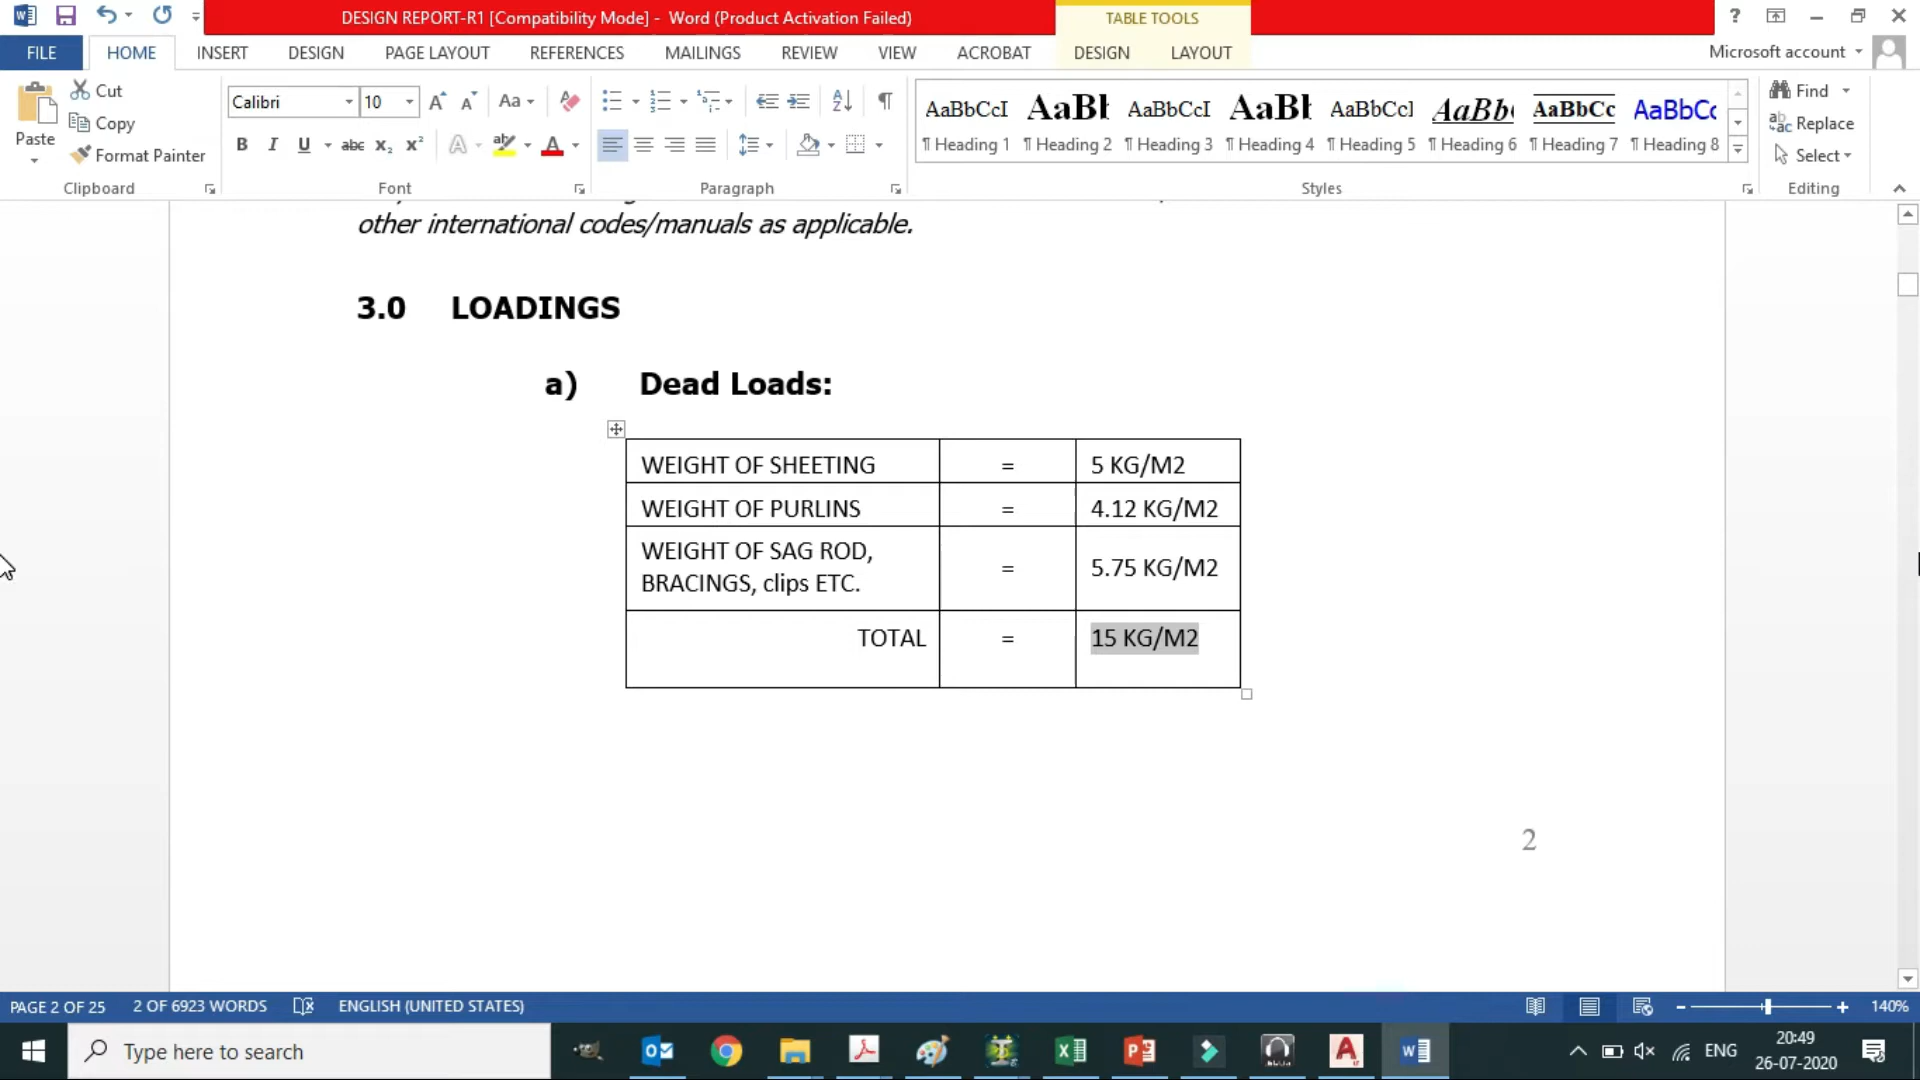 DESIGN REPORT-R1 [Compatibility Mode] - Word (Product Activation Failed)
TABLE TOOLS
?
FILE HOME INSERT DESIGN PAGE LAYOUT REFERENCES MAILINGS REVIEW VIEW ACROBAT DESIGN LAYOUT Microsoft account
Paste
Cut
Copy
Format Painter
Clipboard
Calibri 10
Font
Paragraph
AaBbCcI AaBl AaBbCcI AaBl AaBbCcI AaBb( AaBbCc AaBbCc
¶ Heading 1 ¶ Heading 2 ¶ Heading 3 ¶ Heading 4 ¶ Heading 5 ¶ Heading 6 ¶ Heading 7 ¶ Heading 8
Styles
Find
Replace
Select
Editing
other international codes/manuals as applicable.
3.0 LOADINGS
a) Dead Loads:
WEIGHT OF SHEETING = 5 KG/M2
WEIGHT OF PURLINS = 4.12 KG/M2
WEIGHT OF SAG ROD,
BRACINGS, clips ETC. = 5.75 KG/M2
TOTAL = 15 KG/M2
2
PAGE 2 OF 25 2 OF 6923 WORDS ENGLISH (UNITED STATES) 140%
Type here to search
ENG
20:49
26-07-2020